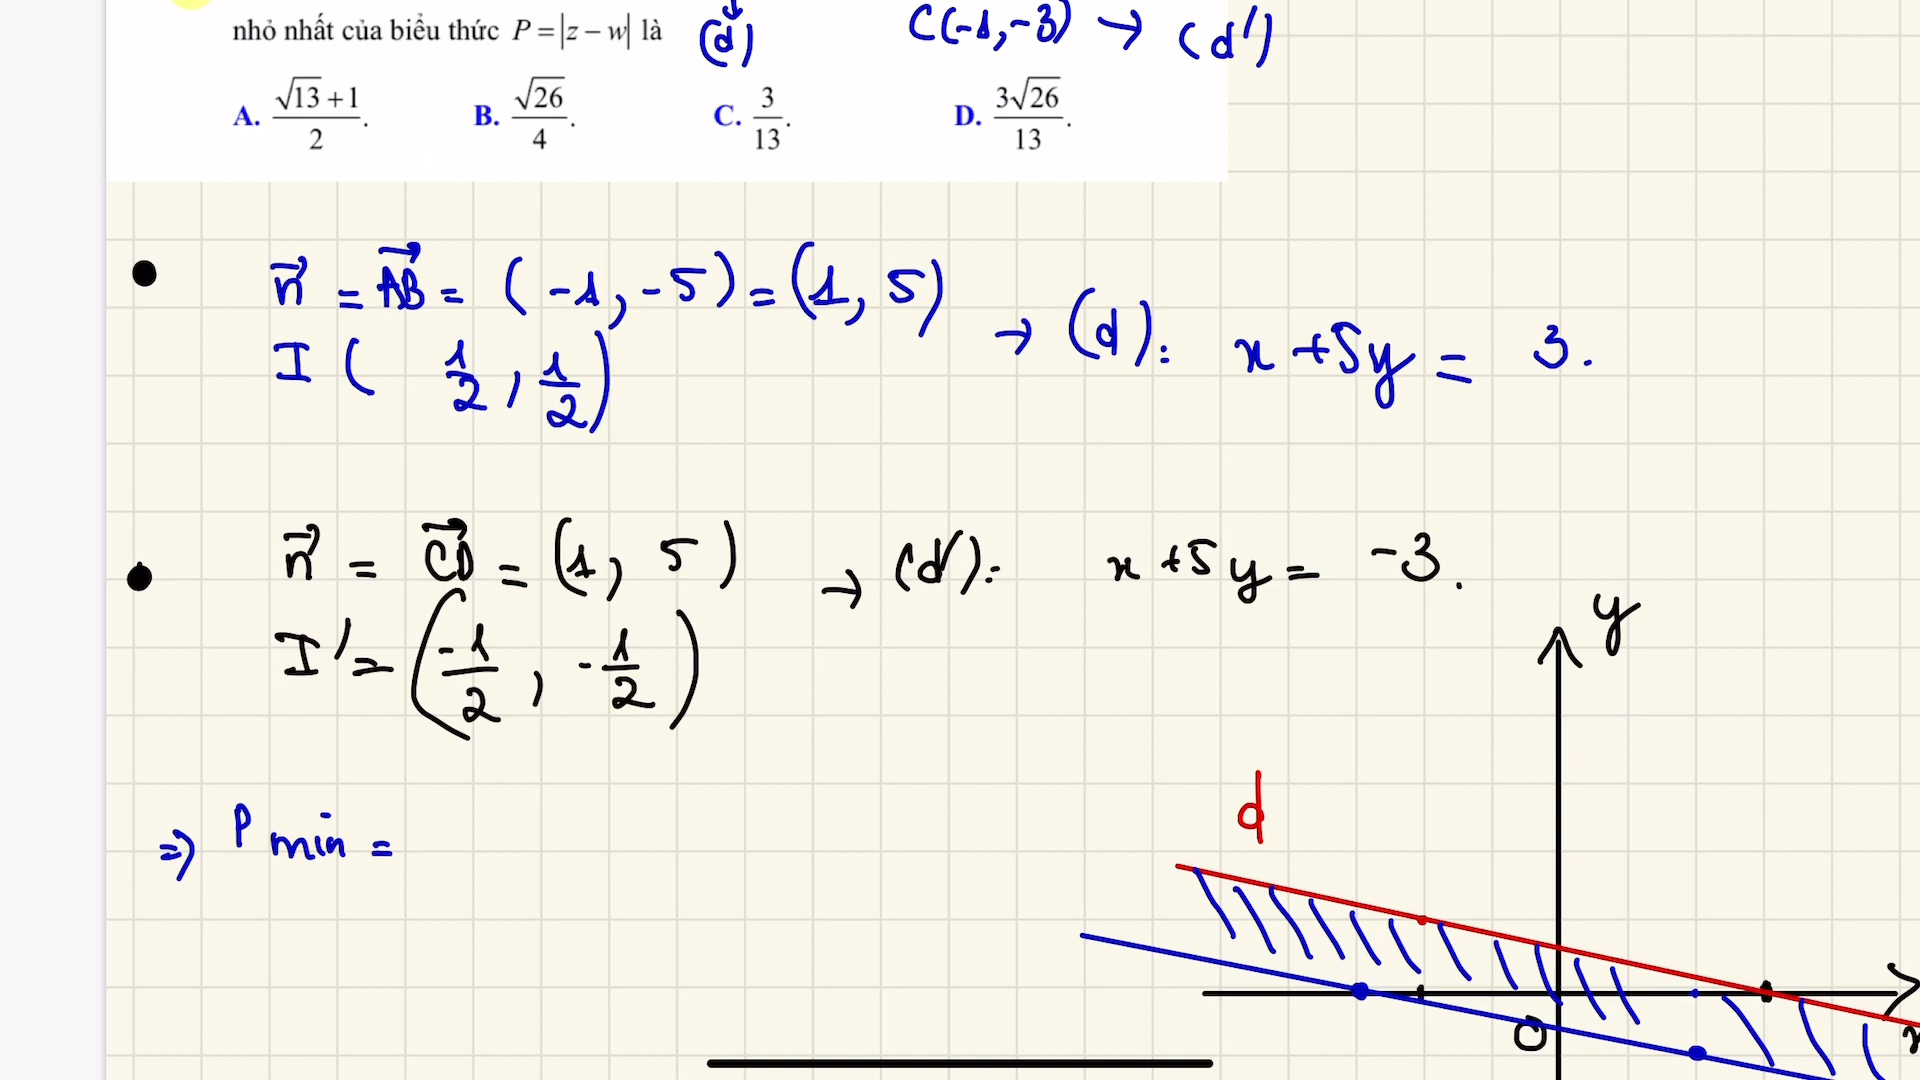 nhỏ nhất của biểu thức P = |z − w| là (d) C(-1,-3) → (d')
A. (√13 + 1)/2. B. √26/4. C. 3/13. D. 3√26/13.
n⃗ = AB⃗ = (-1, -5) = (1, 5)
I ( 1/2 , 1/2 ) → (d): x + 5y = 3.
n⃗ = CD⃗ = (1, 5) → (d'): x + 5y = -3.
I' = ( -1/2 , -1/2 )
y
d
⇒ P min =
O
x